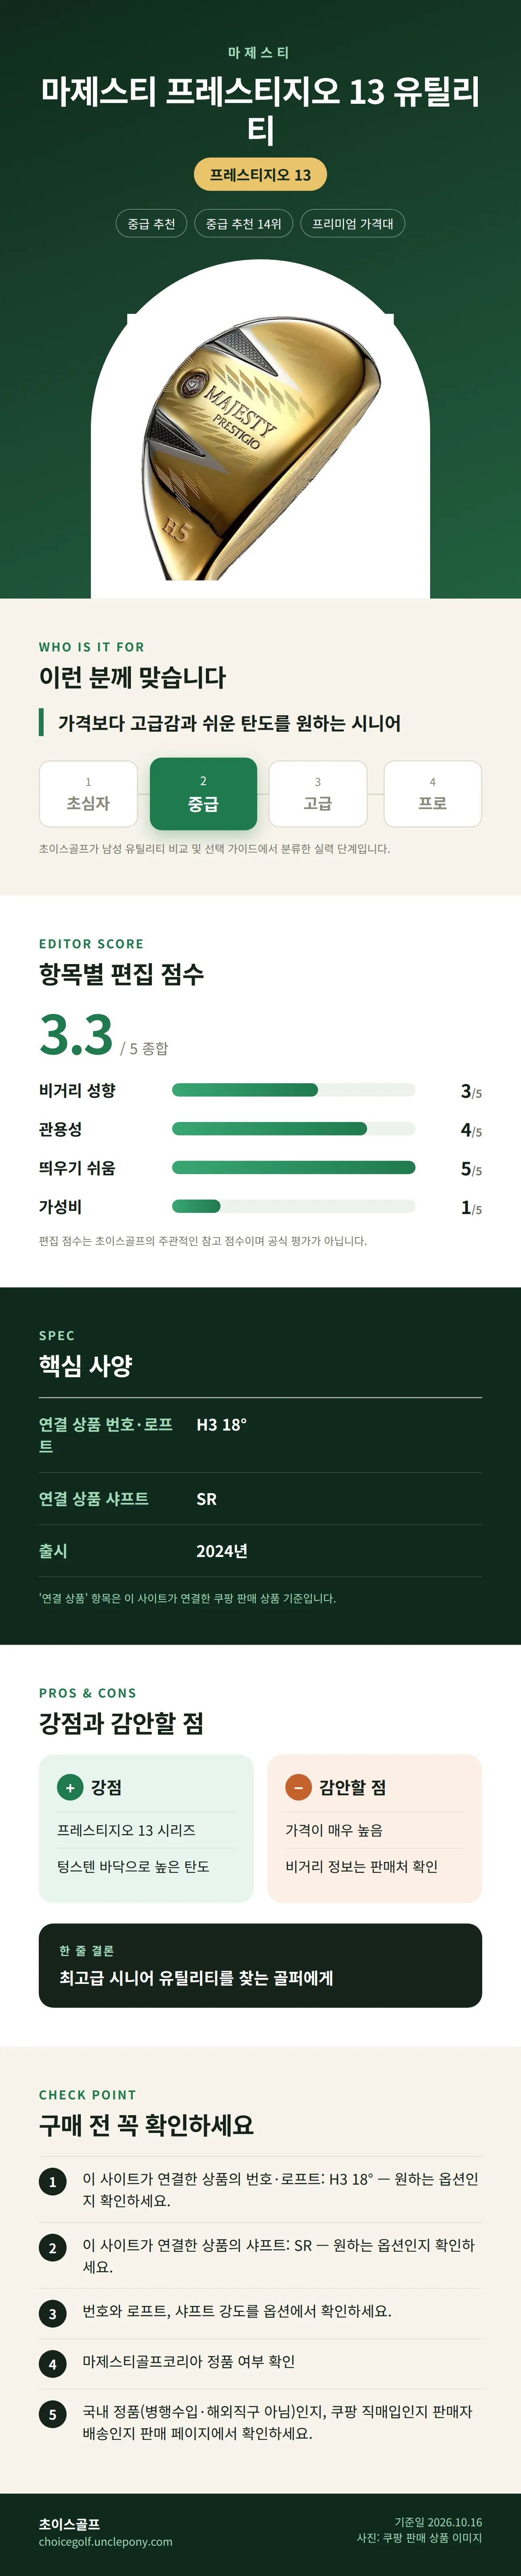 마제스티
마제스티 프레스티지오 13 유틸리
티
프레스티지오 13
중급 추천
중급 추천 14위
프리미엄 가격대
MAJESTY
PRESTIGIO
WHO IS IT FOR
이런 분께 맞습니다
가격보다 고급감과 쉬운 탄도를 원하는 시니어
1
초심자
2
중급
3
고급
4
프로
초이스골프가 남성 유틸리티 비교 및 선택 가이드에서 분류한 실력 단계입니다.
EDITOR SCORE
항목별 편집 점수
3.3 / 5 종합
비거리 성향 3/5
관용성 4/5
띄우기 쉬움 5/5
가성비 1/5
편집 점수는 초이스골프의 주관적인 참고 점수이며 공식 평가가 아닙니다.
SPEC
핵심 사양
연결 상품 번호·로프 H3 18°
트
연결 상품 샤프트 SR
출시 2024년
'연결 상품' 항목은 이 사이트가 연결한 쿠팡 판매 상품 기준입니다.
PROS & CONS
강점과 감안할 점
+ 강점
프레스티지오 13 시리즈
텅스텐 바닥으로 높은 탄도
− 감안할 점
가격이 매우 높음
비거리 정보는 판매처 확인
한 줄 결론
최고급 시니어 유틸리티를 찾는 골퍼에게
CHECK POINT
구매 전 꼭 확인하세요
1 이 사이트가 연결한 상품의 번호·로프트: H3 18° — 원하는 옵션인
지 확인하세요.
2 이 사이트가 연결한 상품의 샤프트: SR — 원하는 옵션인지 확인하
세요.
3 번호와 로프트, 샤프트 강도를 옵션에서 확인하세요.
4 마제스티골프코리아 정품 여부 확인
5 국내 정품(병행수입·해외직구 아님)인지, 쿠팡 직매입인지 판매자
배송인지 판매 페이지에서 확인하세요.
초이스골프
choicegolf.unclepony.com
기준일 2026.10.16
사진: 쿠팡 판매 상품 이미지